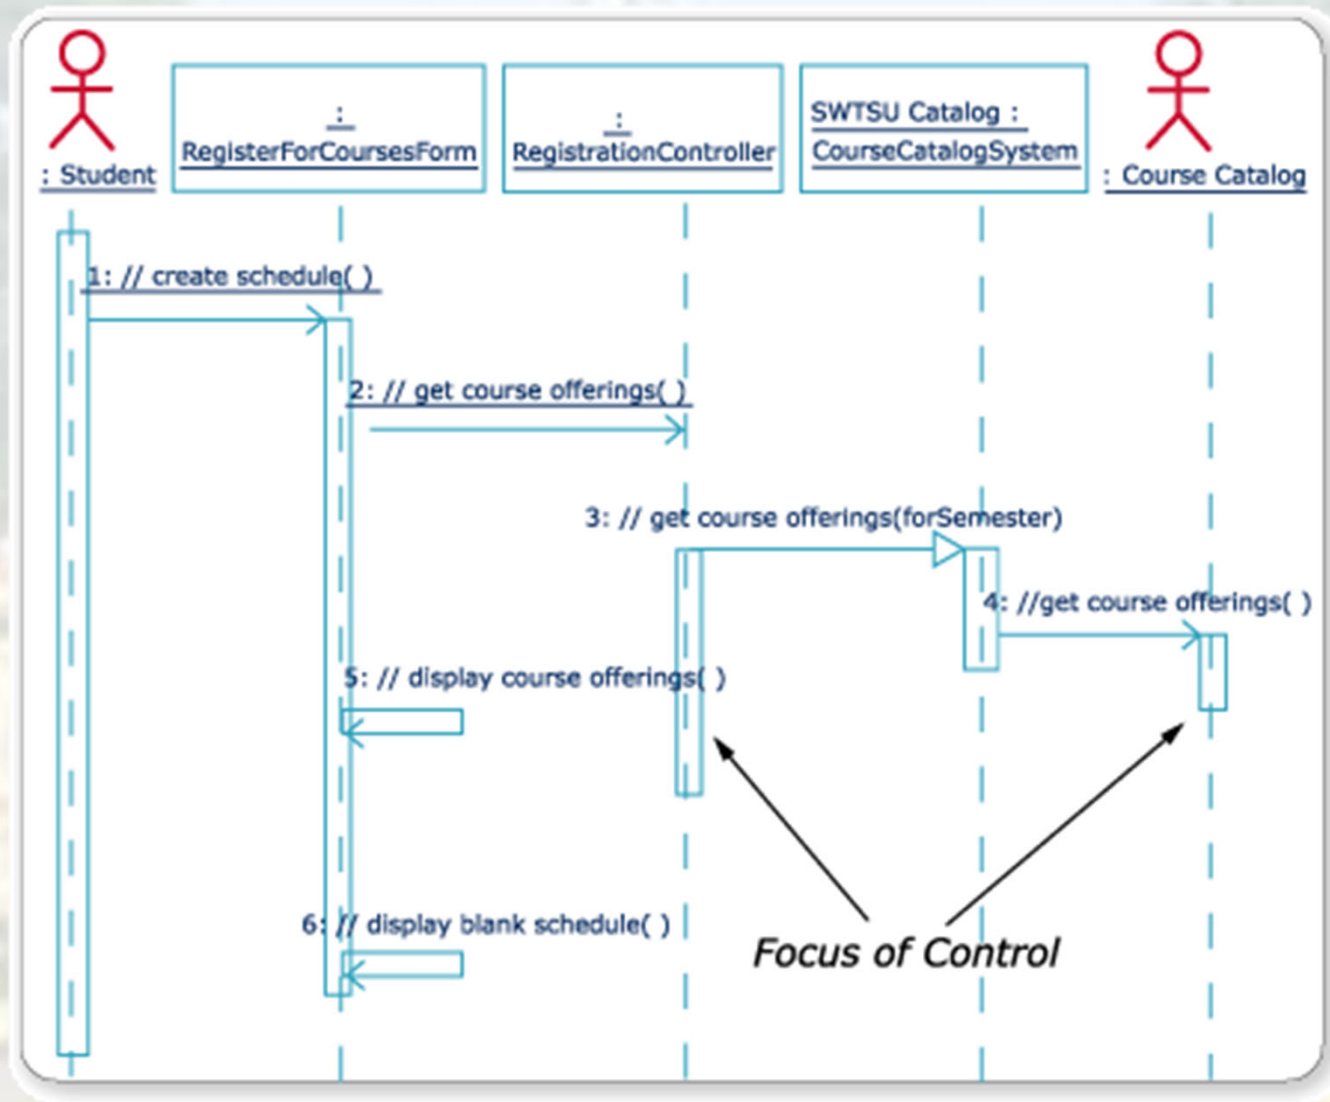 : Student
:
RegisterForCoursesForm
:
RegistrationController
SWTSU Catalog :
CourseCatalogSystem
: Course Catalog
1: // create schedule( )
2: // get course offerings( )
3: // get course offerings(forSemester)
4: //get course offerings( )
5: // display course offerings( )
6: // display blank schedule( )
Focus of Control